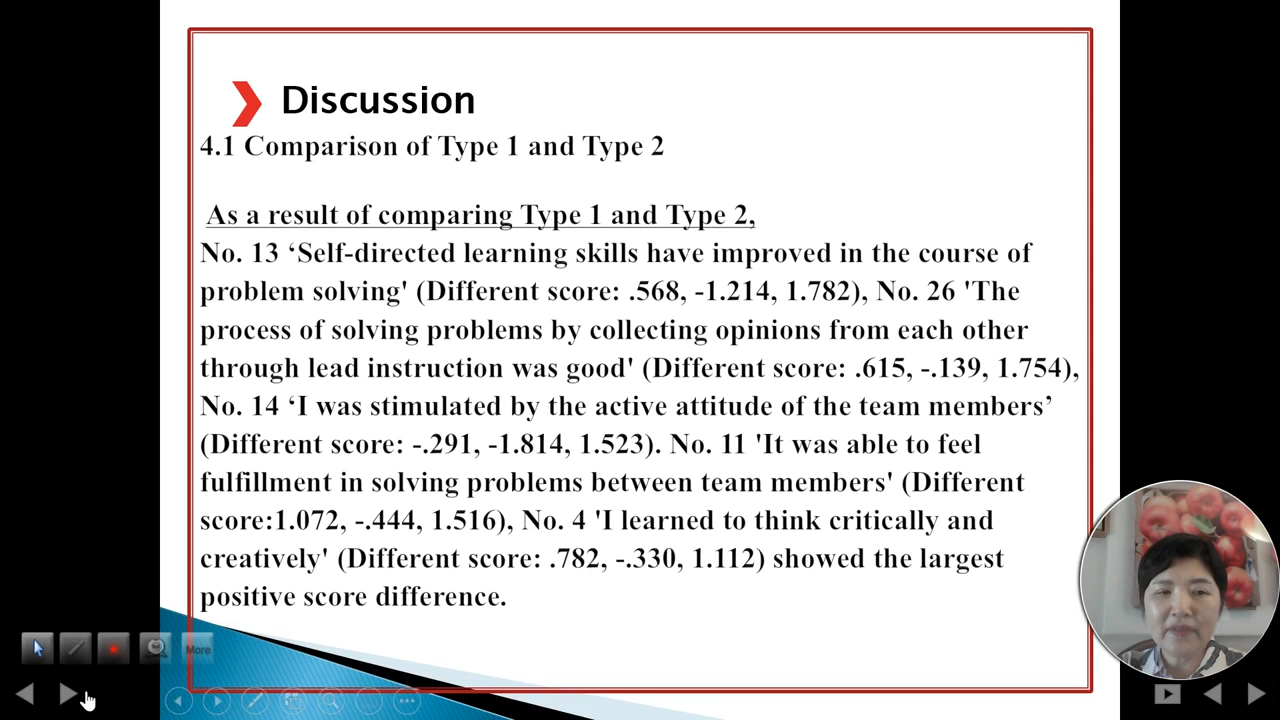 Discussion
4.1 Comparison of Type 1 and Type 2
As a result of comparing Type 1 and Type 2,
No. 13 ‘Self-directed learning skills have improved in the course of
problem solving' (Different score: .568, -1.214, 1.782), No. 26 'The
process of solving problems by collecting opinions from each other
through lead instruction was good' (Different score: .615, -.139, 1.754),
No. 14 ‘I was stimulated by the active attitude of the team members’
(Different score: -.291, -1.814, 1.523). No. 11 'It was able to feel
fulfillment in solving problems between team members' (Different
score:1.072, -.444, 1.516), No. 4 'I learned to think critically and
creatively' (Different score: .782, -.330, 1.112) showed the largest
positive score difference.
More